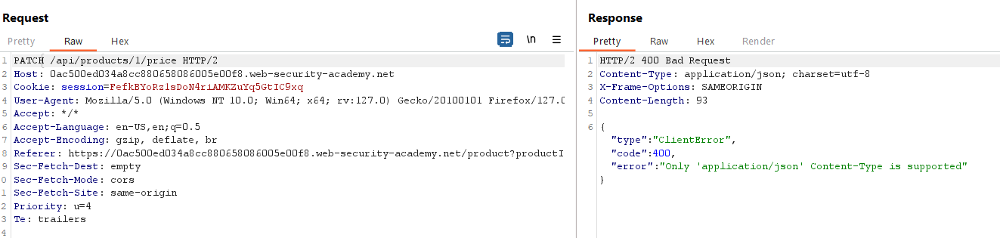 Request
Pretty Raw Hex \n
1 PATCH /api/products/1/price HTTP/2
2 Host: 0ac500ed034a8cc880658086005e00f8.web-security-academy.net
3 Cookie: session=FefkBYoRz1sDoN4riAMKZuYq5GtIC9xq
4 User-Agent: Mozilla/5.0 (Windows NT 10.0; Win64; x64; rv:127.0) Gecko/20100101 Firefox/127.0
5 Accept: */*
6 Accept-Language: en-US,en;q=0.5
7 Accept-Encoding: gzip, deflate, br
8 Referer: https://0ac500ed034a8cc880658086005e00f8.web-security-academy.net/product?productI
9 Sec-Fetch-Dest: empty
0 Sec-Fetch-Mode: cors
1 Sec-Fetch-Site: same-origin
2 Priority: u=4
3 Te: trailers
4
Response
Pretty Raw Hex Render
1 HTTP/2 400 Bad Request
2 Content-Type: application/json; charset=utf-8
3 X-Frame-Options: SAMEORIGIN
4 Content-Length: 93
5
6 {
"type":"ClientError",
"code":400,
"error":"Only 'application/json' Content-Type is supported"
}